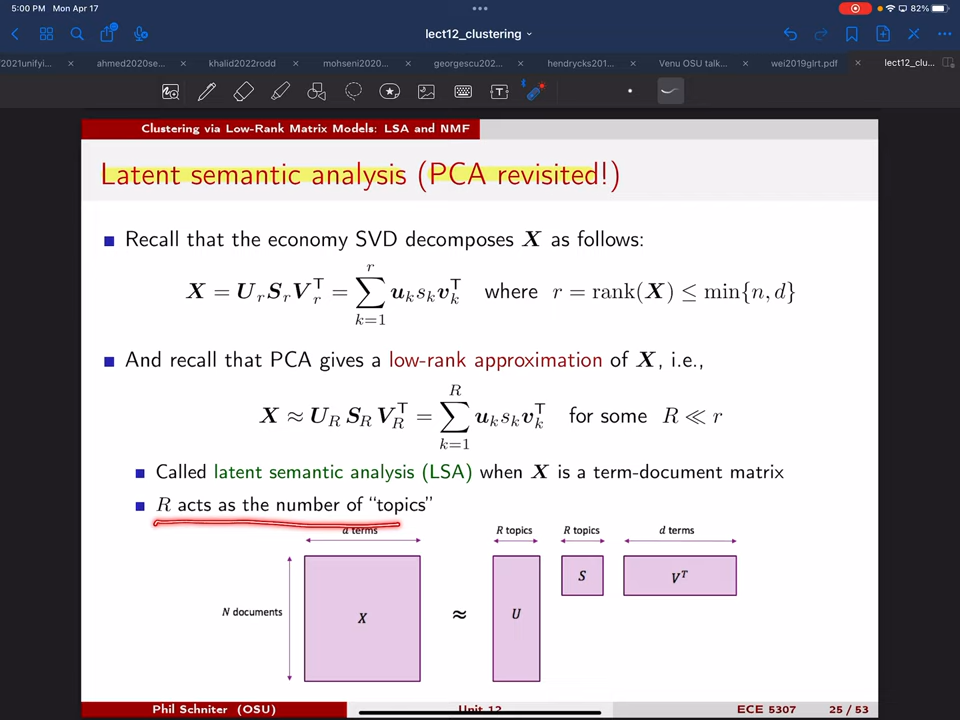 5:00 PM Mon Apr 17
82%
lect12_clustering
2021unifyi...
ahmed2020se...
khalid2022rodd
mohseni2020...
georgescu202...
hendrycks201...
Venu OSU talk...
wei2019glrt.pdf
lect12_clu...
Clustering via Low-Rank Matrix Models: LSA and NMF
Latent semantic analysis (PCA revisited!)
Recall that the economy SVD decomposes X as follows:
X = U_r S_r V_r^T = ∑_{k=1}^{r} u_k s_k v_k^T where r = rank(X) ≤ min{n, d}
And recall that PCA gives a low-rank approximation of X, i.e.,
X ≈ U_R S_R V_R^T = ∑_{k=1}^{R} u_k s_k v_k^T for some R ≪ r
Called latent semantic analysis (LSA) when X is a term-document matrix
R acts as the number of “topics”
d terms
R topics
R topics
d terms
N documents
X
≈
U
S
V^T
Phil Schniter (OSU)
Unit 12
ECE 5307
25 / 53